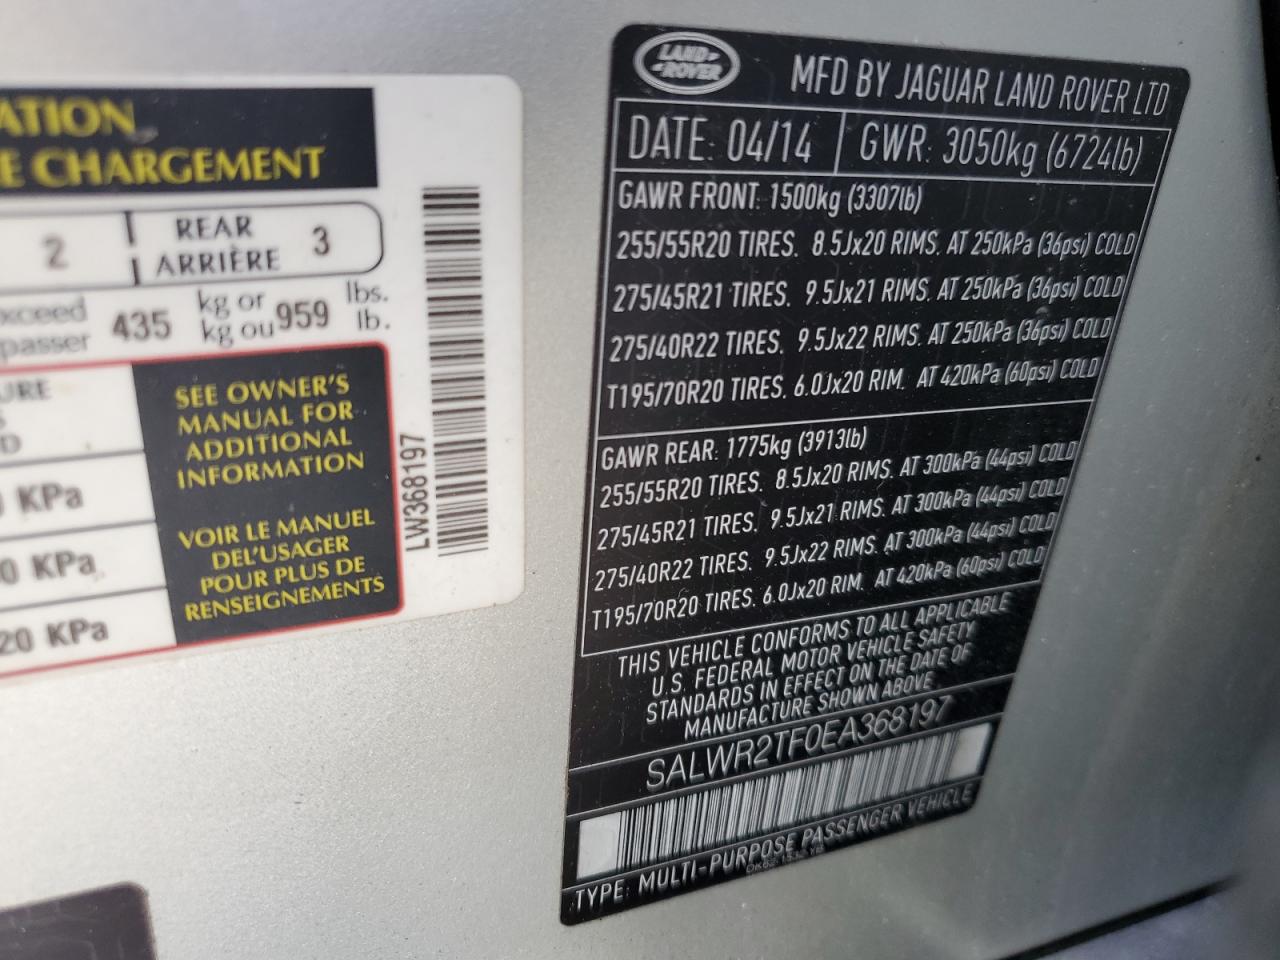 ATION
E CHARGEMENT
2
REAR
ARRIÈRE
3
xceed
passer
435
kg or
kg ou
959
lbs.
lb.
URE
S
D
0 KPa
0 KPa
20 KPa
SEE OWNER'S
MANUAL FOR
ADDITIONAL
INFORMATION
VOIR LE MANUEL
DEL'USAGER
POUR PLUS DE
RENSEIGNEMENTS
LW368197
LAND-
-ROVER
MFD BY JAGUAR LAND ROVER LTD
DATE: 04/14
GWR: 3050kg (6724lb)
GAWR FRONT: 1500kg (3307lb)
255/55R20 TIRES. 8.5Jx20 RIMS. AT 250kPa (36psi) COLD
275/45R21 TIRES. 9.5Jx21 RIMS. AT 250kPa (36psi) COLD
275/40R22 TIRES. 9.5Jx22 RIMS. AT 250kPa (36psi) COLD
T195/70R20 TIRES. 6.0Jx20 RIM. AT 420kPa (60psi) COLD
GAWR REAR: 1775kg (3913lb)
255/55R20 TIRES. 8.5Jx20 RIMS. AT 300kPa (44psi) COLD
275/45R21 TIRES. 9.5Jx21 RIMS. AT 300kPa (44psi) COLD
275/40R22 TIRES. 9.5Jx22 RIMS. AT 300kPa (44psi) COLD
T195/70R20 TIRES. 6.0Jx20 RIM. AT 420kPa (60psi) COLD
THIS VEHICLE CONFORMS TO ALL APPLICABLE
U.S. FEDERAL MOTOR VEHICLE SAFETY
STANDARDS IN EFFECT ON THE DATE OF
MANUFACTURE SHOWN ABOVE
SALWR2TF0EA368197
TYPE: MULTI-PURPOSE PASSENGER VEHICLE